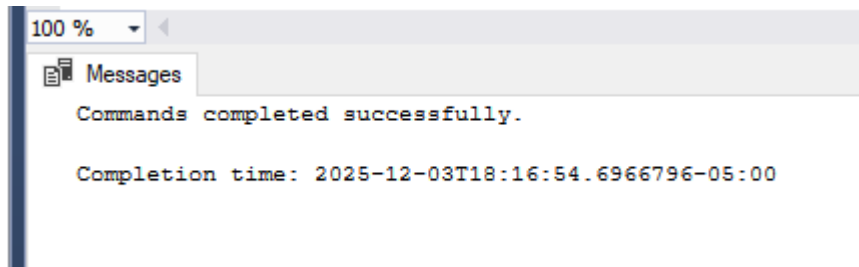 100 %
Messages
Commands completed successfully.
Completion time: 2025-12-03T18:16:54.6966796-05:00